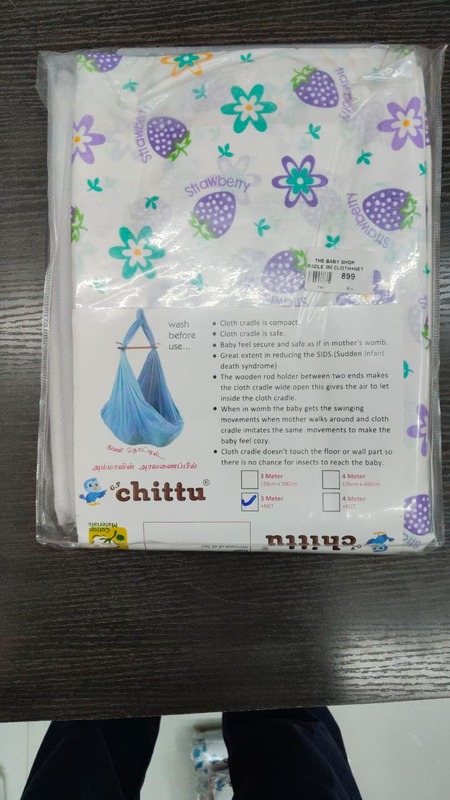 Strawberry
Strawberry
Strawberry
Strawberry
THE BABY SHOP
899
wash
before
use...
• Cloth cradle is compact.
• Cloth cradle is safe.
• Baby feel secure and safe as if in mother's womb.
• Great extent in reducing the SIDS.(Sudden infant
death syndrome)
• The wooden rod holder between two ends makes
the cloth cradle wide open this gives the air to let
inside the cloth cradle.
• When in womb the baby gets the swinging
movements when mother walks around and cloth
cradle imitates the same movements to make the
baby feel cozy.
• Cloth cradle doesn't touch the floor or wall part so
there is no chance for insects to reach the baby.
அம்மாவின் அரவணைப்பில்
G.P
chittu®
3 Meter
4 Meter
3 Meter
+NET
4 Meter
+NET
Cotton
Materials
chittu